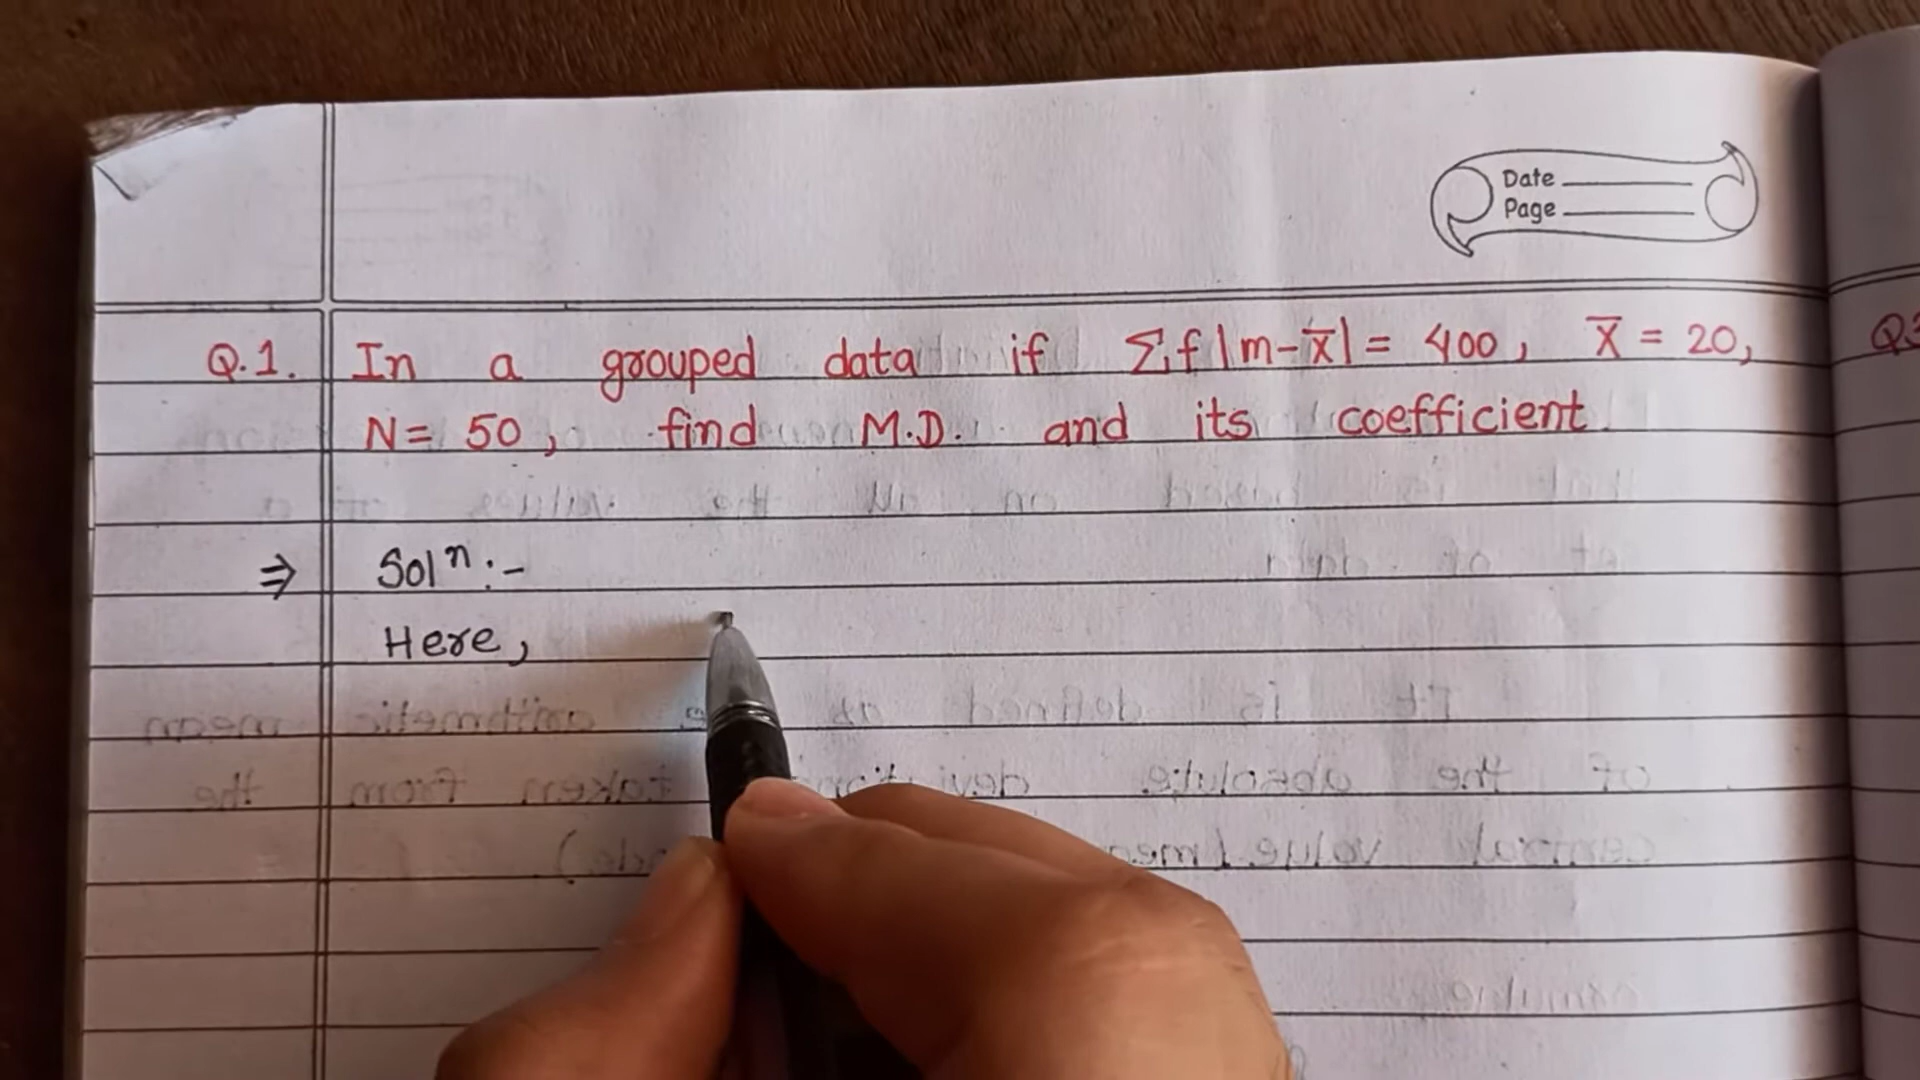 Date
Page
Q.1. In a grouped data if Σf|m-x̅| = 400, X̅ = 20,
N = 50, find M.D. and its coefficient.
⇒ Solⁿ:-
Here,